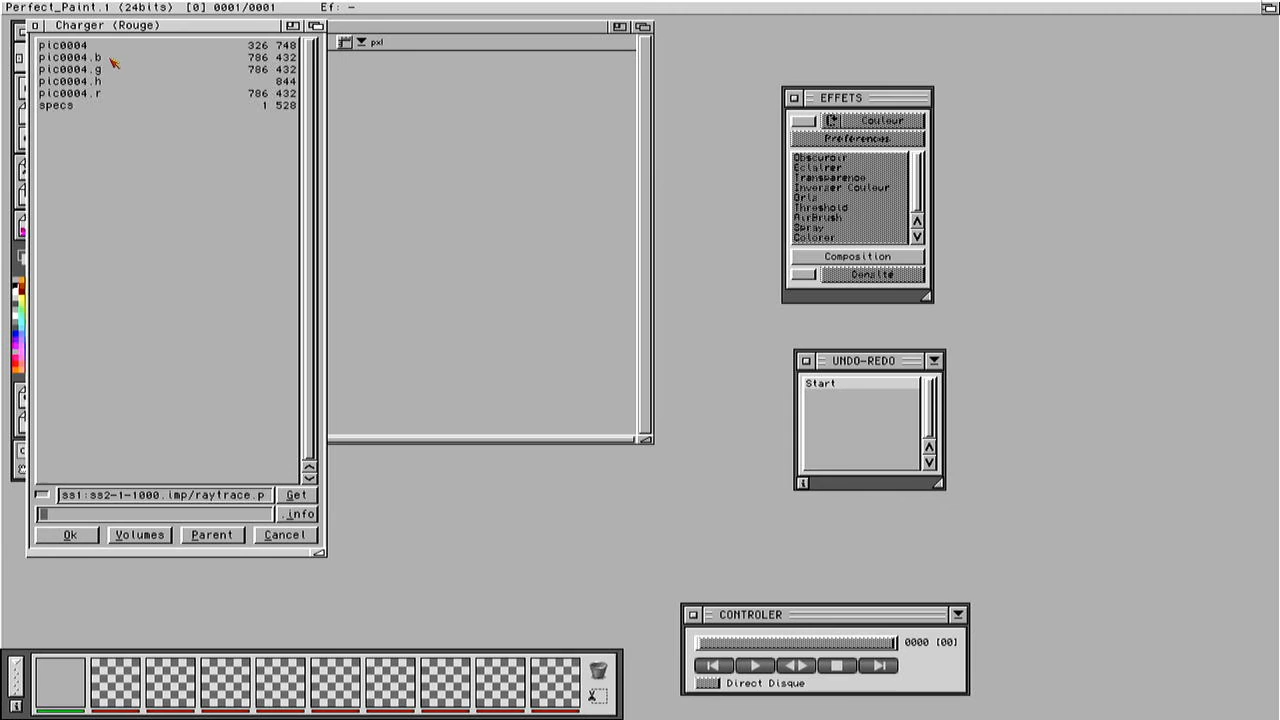 Perfect_Paint.1 (24bits) [0] 0001/0001 Ef: -
Charger (Rouge)
pic0004 326 748
pic0004.b 786 432
pic0004.g 786 432
pic0004.h 844
pic0004.r 786 432
specs 1 528
ss1:ss2-1-1000.imp/raytrace.p Get
.info
Ok Volumes Parent Cancel
pxl
EFFETS
Couleur
Preferences
Obscurcir
Eclairer
Transparence
Inverser Couleur
Gris
Threshold
AirBrush
Spray
Colorer
Composition
Densité
UNDO-REDO
Start
CONTROLER
0000 [00]
Direct Disque